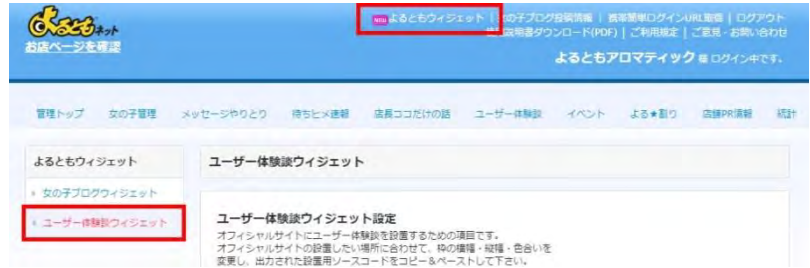 よるともネット
お店ページを確認
NEW よるともウィジェット | 女の子ブログ投稿情報 | 携帯簡単ログインURL取得 | ログアウト
説明書ダウンロード(PDF) | ご利用規定 | ご意見・お問い合わせ
よるともアロマティック 様 ログイン中です。
管理トップ 女の子管理 メッセージやりとり 待ちヒメ速報 店長ココだけの話 ユーザー体験談 イベント よる★割り 店舗PR情報 統計
よるともウィジェット
ユーザー体験談ウィジェット
女の子ブログウィジェット
ユーザー体験談ウィジェット
ユーザー体験談ウィジェット設定
オフィシャルサイトにユーザー体験談を設置するための項目です。
オフィシャルサイトの設置したい場所に合わせて、枠の横幅・縦幅・色合いを
変更し、出力された設置用ソースコードをコピー&ペーストして下さい。